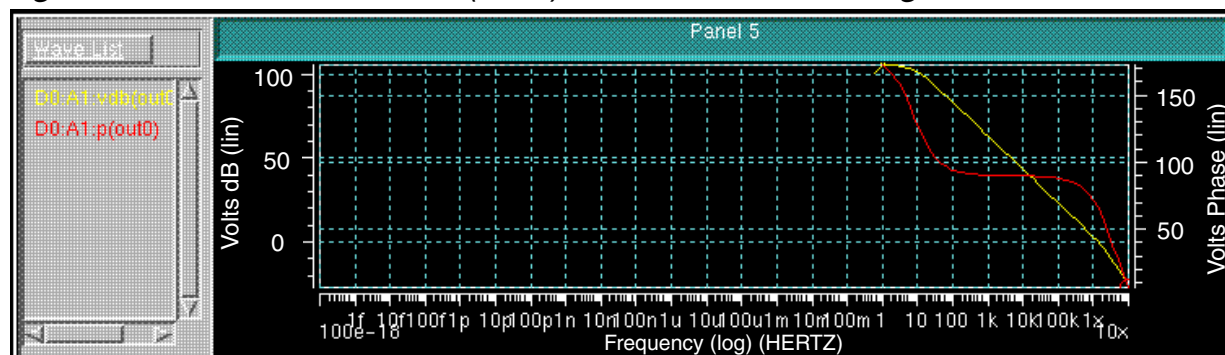 Panel 5
Wave List
D0:A1:vdb(out0
D0:A1:p(out0)
Volts dB (lin)
100
50
0
150
100
50
Volts Phase (lin)
100e-18 1f 10f 100f 1p 10p 100p 1n 10n 100n 1u 10u 100u 1m 10m 100m 1 10 100 1k 10k 100k 1x 10x
Frequency (log) (HERTZ)